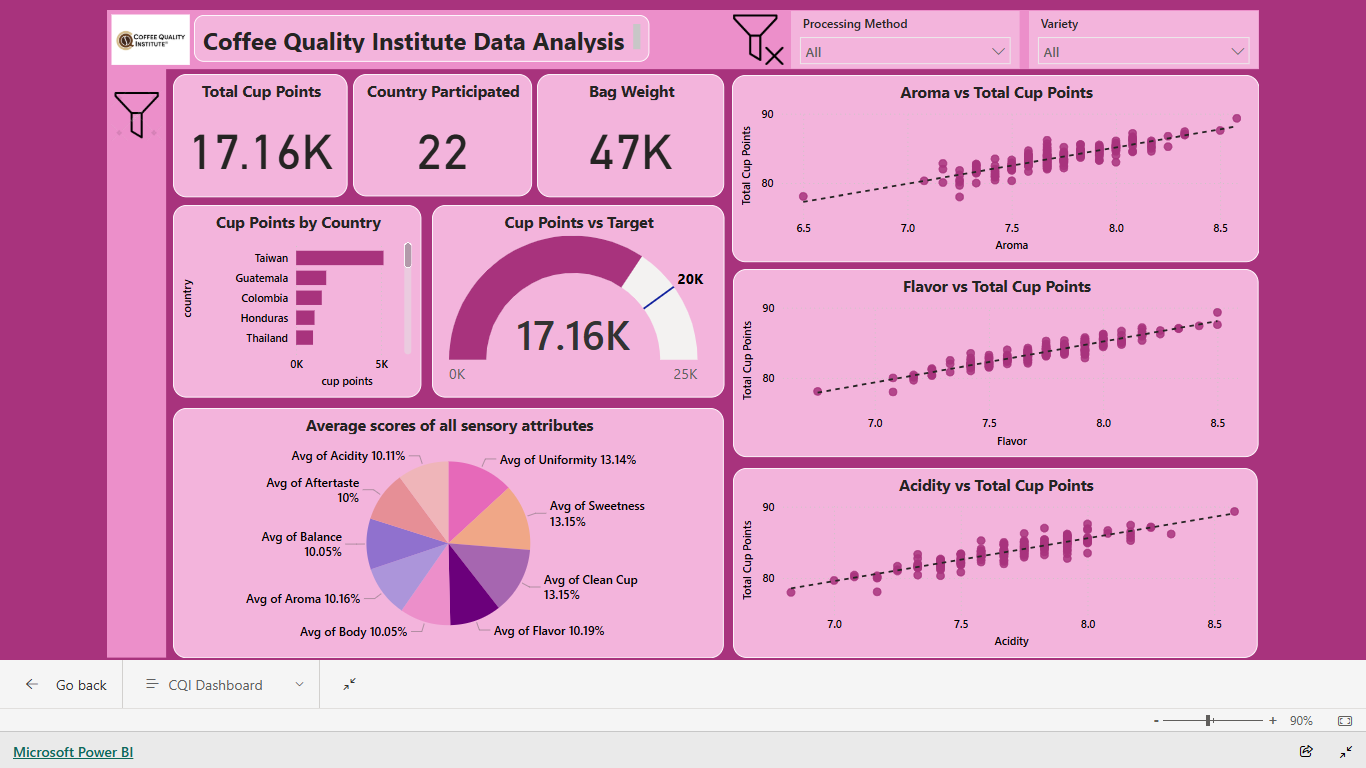 COFFEE QUALITY
INSTITUTE®
Coffee Quality Institute Data Analysis
Processing Method
All
Variety
All
Total Cup Points
17.16K
Country Participated
22
Bag Weight
47K
Cup Points by Country
country
Taiwan
Guatemala
Colombia
Honduras
Thailand
0K
5K
cup points
Cup Points vs Target
20K
17.16K
0K
25K
Average scores of all sensory attributes
Avg of Acidity 10.11%
Avg of Uniformity 13.14%
Avg of Aftertaste
10%
Avg of Sweetness
13.15%
Avg of Balance
10.05%
Avg of Clean Cup
13.15%
Avg of Aroma 10.16%
Avg of Body 10.05%
Avg of Flavor 10.19%
Aroma vs Total Cup Points
Total Cup Points
90
80
6.5
7.0
7.5
8.0
8.5
Aroma
Flavor vs Total Cup Points
Total Cup Points
90
80
7.0
7.5
8.0
8.5
Flavor
Acidity vs Total Cup Points
Total Cup Points
90
80
7.0
7.5
8.0
8.5
Acidity
Go back
CQI Dashboard
- + 90%
Microsoft Power BI